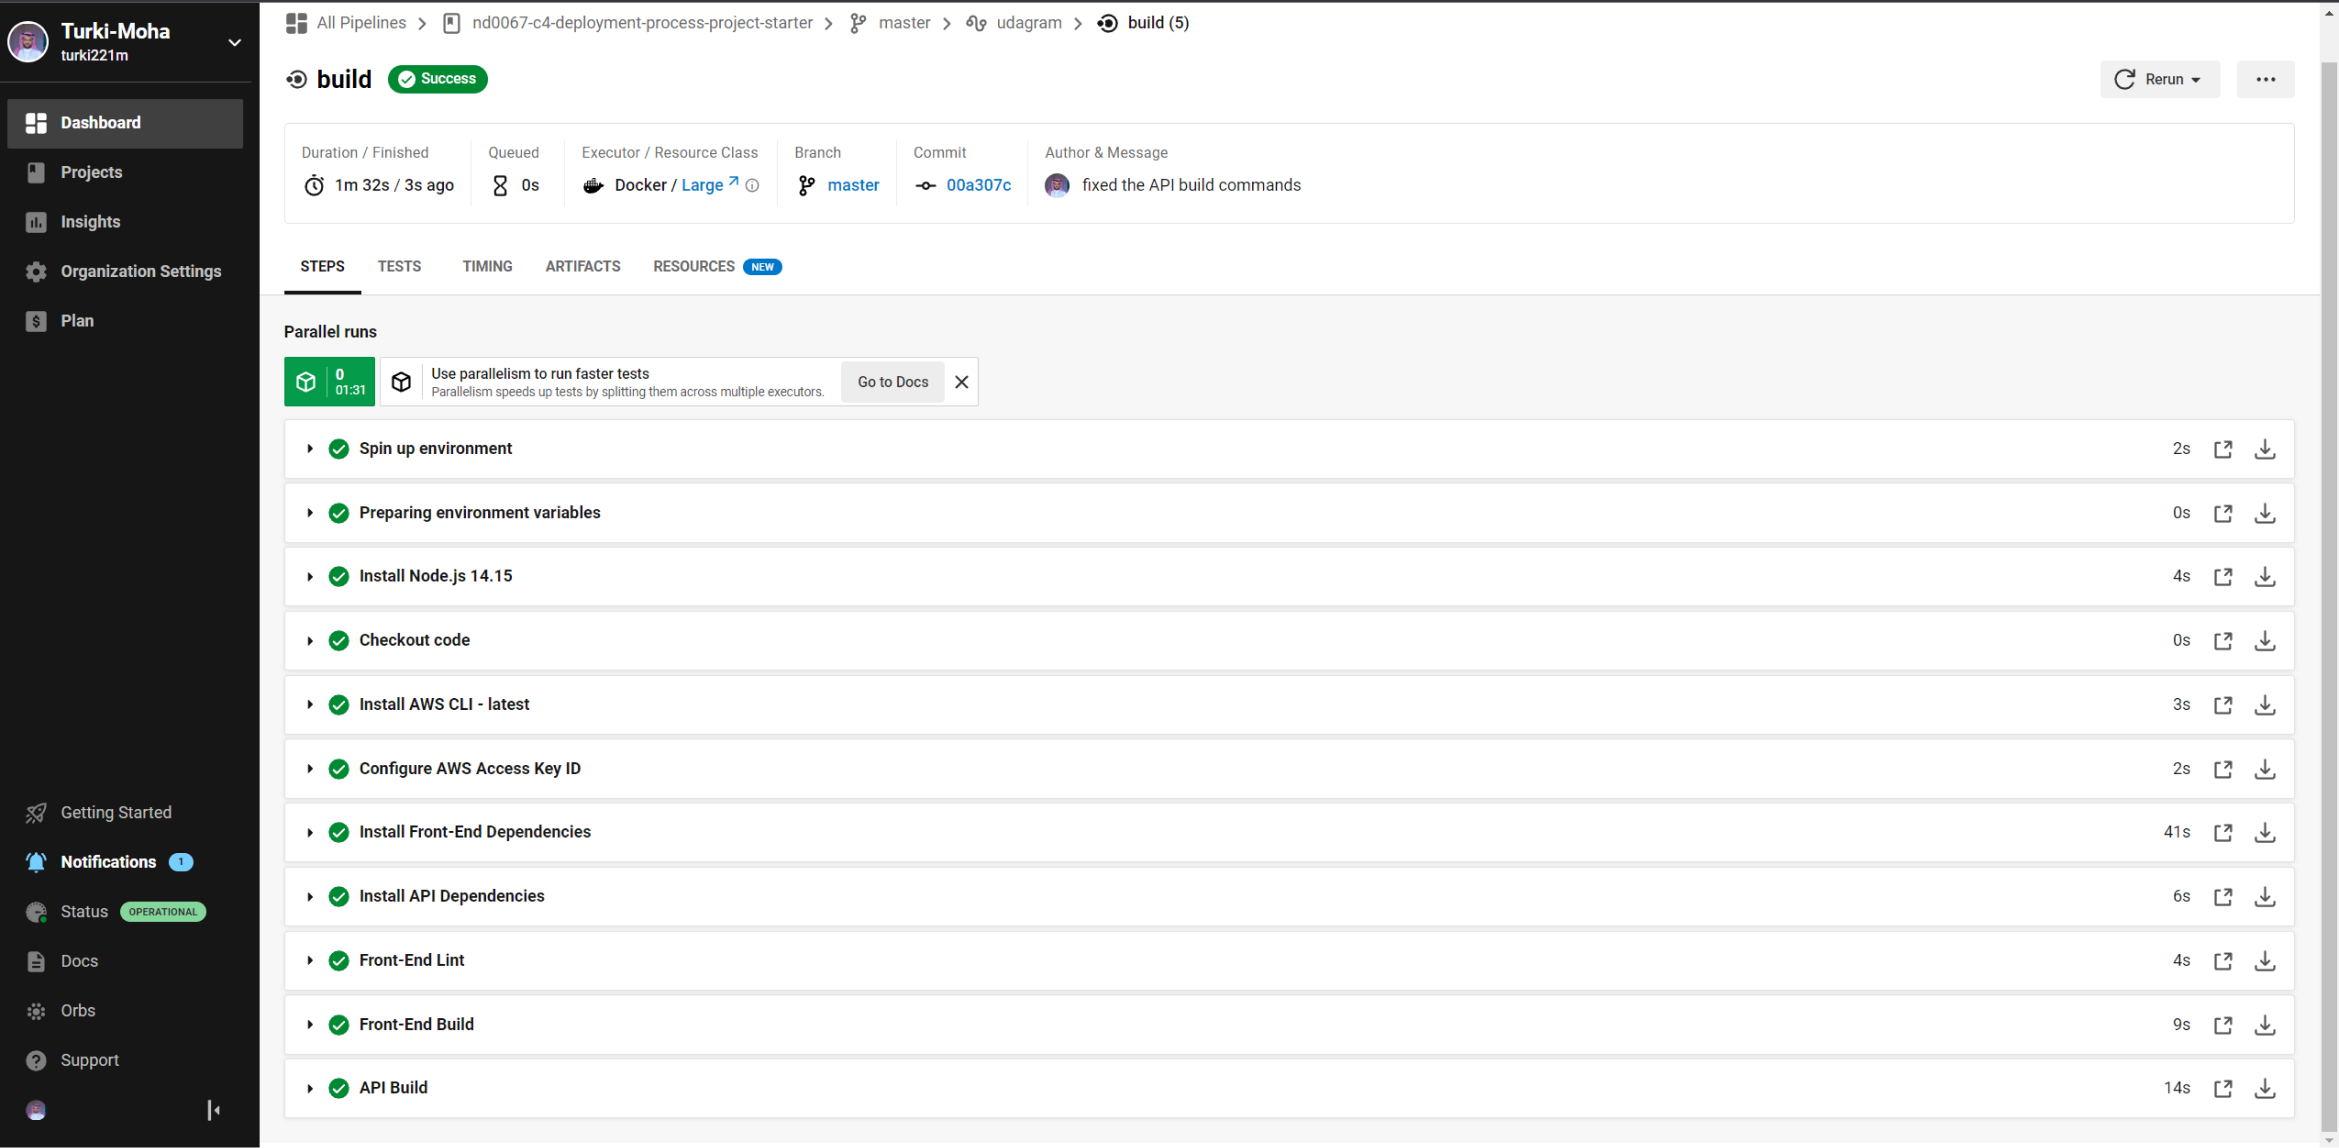 Turki-Moha
turki221m
Dashboard
Projects
Insights
Organization Settings
Plan
Getting Started
Notifications 1
Status OPERATIONAL
Docs
Orbs
Support
All Pipelines nd0067-c4-deployment-process-project-starter master udagram build (5)
build Success
Rerun
Duration / Finished Queued Executor / Resource Class Branch Commit Author & Message
1m 32s / 3s ago 0s Docker / Large master 00a307c fixed the API build commands
STEPS TESTS TIMING ARTIFACTS RESOURCES NEW
Parallel runs
0
01:31
Use parallelism to run faster tests
Parallelism speeds up tests by splitting them across multiple executors.
Go to Docs
Spin up environment 2s
Preparing environment variables 0s
Install Node.js 14.15 4s
Checkout code 0s
Install AWS CLI - latest 3s
Configure AWS Access Key ID 2s
Install Front-End Dependencies 41s
Install API Dependencies 6s
Front-End Lint 4s
Front-End Build 9s
API Build 14s